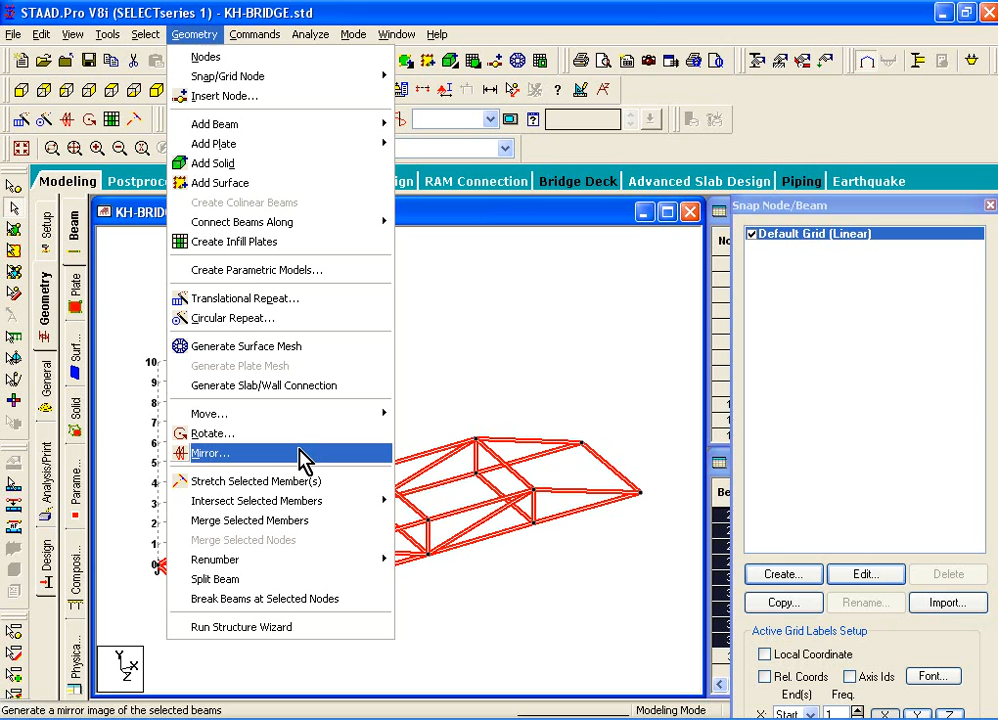 STAAD.Pro V8i (SELECTseries 1) - KH-BRIDGE.std
File Edit View Tools Select Geometry Commands Analyze Mode Window Help
Nodes
Snap/Grid Node
Insert Node...
Add Beam
Add Plate
Add Solid
Add Surface
Create Colinear Beams
Connect Beams Along
Create Infill Plates
Create Parametric Models...
Translational Repeat...
Circular Repeat...
Generate Surface Mesh
Generate Plate Mesh
Generate Slab/Wall Connection
Move...
Rotate...
Mirror...
Stretch Selected Member(s)
Intersect Selected Members
Merge Selected Members
Merge Selected Nodes
Renumber
Split Beam
Break Beams at Selected Nodes
Run Structure Wizard
Modeling
RAM Connection
Bridge Deck
Advanced Slab Design
Piping
Earthquake
Setup
Geometry
General
Analysis/Print
Design
Beam
Plate
Surf...
Solid
Parame...
Composi...
Physica...
10
9
8
7
6
5
4
3
2
1
0
Y
X
Z
Snap Node/Beam
Default Grid (Linear)
Create...
Edit...
Delete
Copy...
Rename...
Import...
Active Grid Labels Setup
Local Coordinate
Rel. Coords
Axis Ids
Font...
End(s)
Freq.
X:
Start
1
X
Y
Z
Generate a mirror image of the selected beams
Modeling Mode